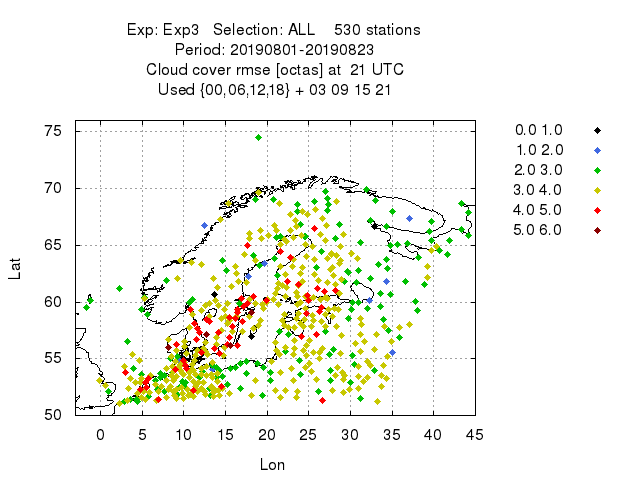 Exp: Exp3 Selection: ALL 530 stations
Period: 20190801-20190823
Cloud cover rmse [octas] at 21 UTC
Used {00,06,12,18} + 03 09 15 21
0.0 1.0
1.0 2.0
2.0 3.0
3.0 4.0
4.0 5.0
5.0 6.0
75
70
65
60
55
50
Lat
0 5 10 15 20 25 30 35 40 45
Lon